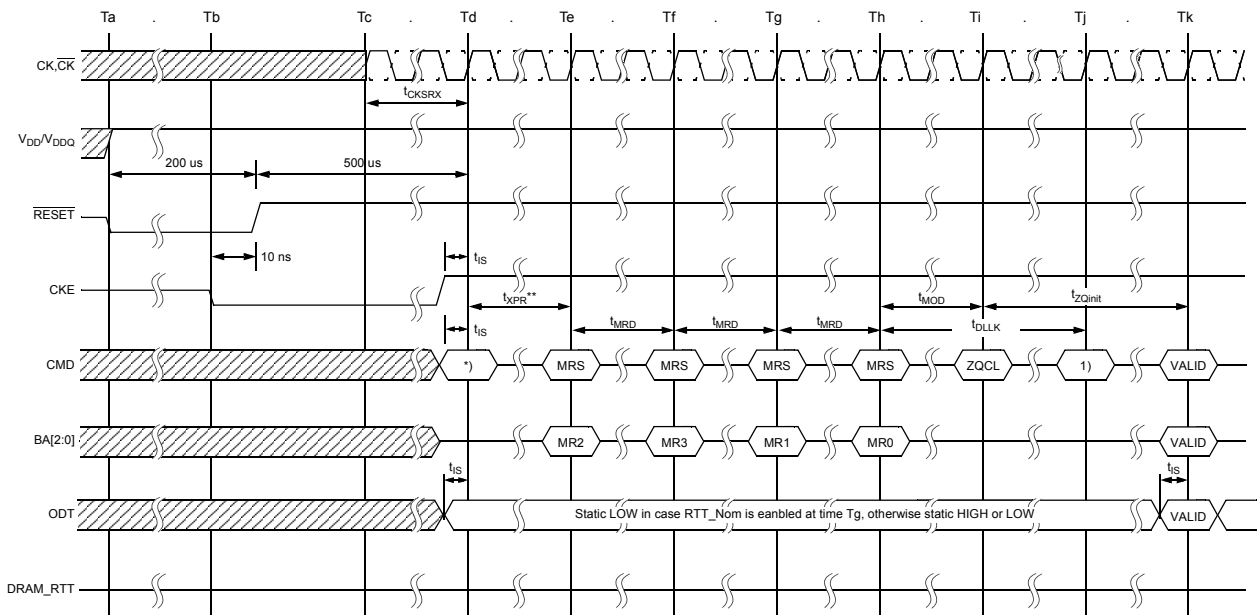 Ta . Tb Tc . Td . Te . Tf . Tg . Th . Ti . Tj . Tk
CK,C̅K̅
tCKSRX
VDD/VDDQ
200 us 500 us
R̅E̅S̅E̅T̅
10 ns tIS
CKE
tXPR** tMOD tZQinit
tIS tMRD tMRD tMRD tDLLK
CMD *) MRS MRS MRS MRS ZQCL 1) VALID
BA[2:0] MR2 MR3 MR1 MR0 VALID
tIS tIS
ODT Static LOW in case RTT_Nom is eanbled at time Tg, otherwise static HIGH or LOW VALID
DRAM_RTT